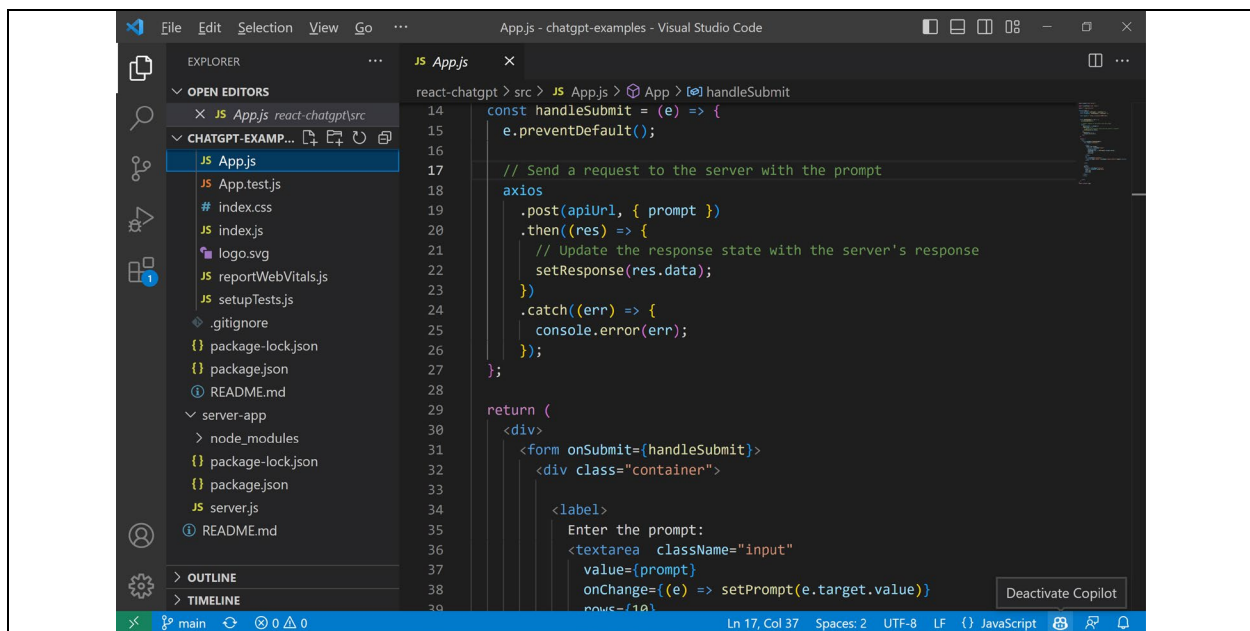 File Edit Selection View Go ··· App.js - chatgpt-examples - Visual Studio Code
EXPLORER ···
OPEN EDITORS
JS App.js react-chatgpt\src
CHATGPT-EXAMP...
JS App.js
JS App.test.js
# index.css
JS index.js
logo.svg
JS reportWebVitals.js
JS setupTests.js
.gitignore
{} package-lock.json
{} package.json
README.md
server-app
node_modules
{} package-lock.json
{} package.json
JS server.js
README.md
OUTLINE
TIMELINE
1
JS App.js ···
react-chatgpt > src > JS App.js > App > handleSubmit
14 const handleSubmit = (e) => {
15 e.preventDefault();
16
17 // Send a request to the server with the prompt
18 axios
19 .post(apiUrl, { prompt })
20 .then((res) => {
21 // Update the response state with the server's response
22 setResponse(res.data);
23 })
24 .catch((err) => {
25 console.error(err);
26 });
27 };
28
29 return (
30 <div>
31 <form onSubmit={handleSubmit}>
32 <div class="container">
33
34 <label>
35 Enter the prompt:
36 <textarea className="input"
37 value={prompt}
38 onChange={(e) => setPrompt(e.target.value)}
39 rows={10}
Deactivate Copilot
main 0 0 Ln 17, Col 37 Spaces: 2 UTF-8 LF {} JavaScript